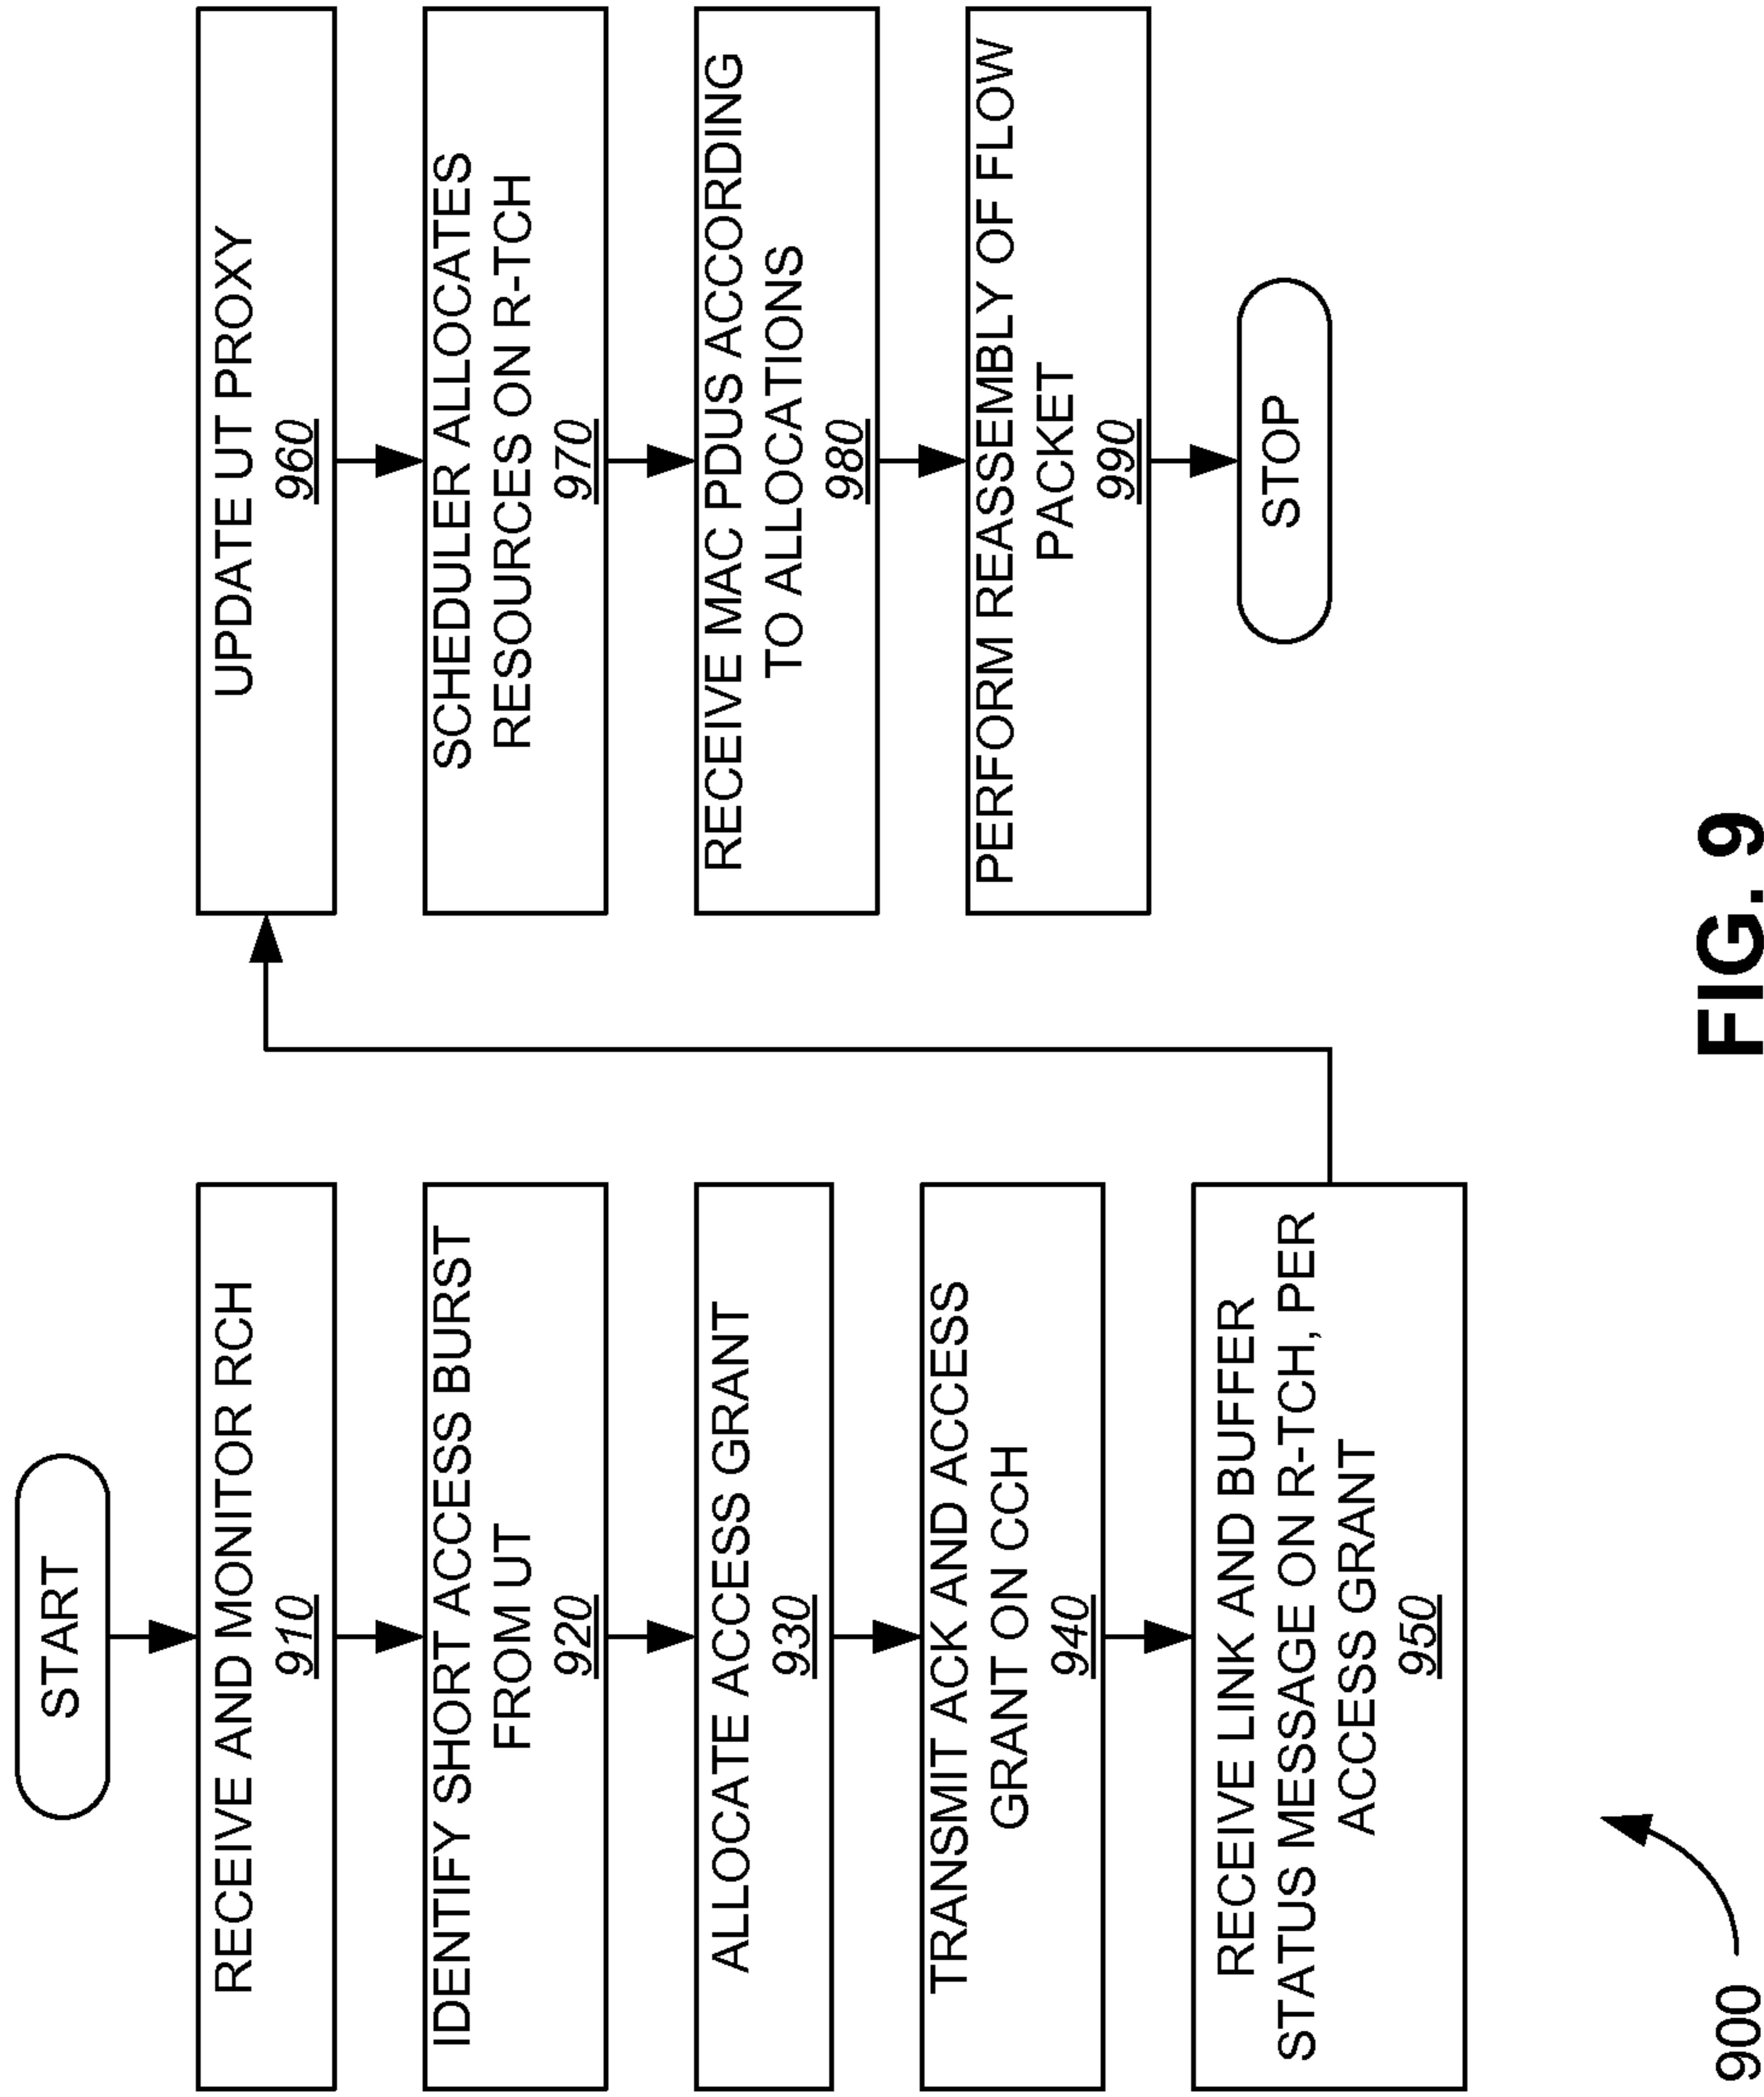 START
RECEIVE AND MONITOR RCH
910
IDENTIFY SHORT ACCESS BURST
FROM UT
920
ALLOCATE ACCESS GRANT
930
TRANSMIT ACK AND ACCESS
GRANT ON CCH
940
RECEIVE LINK AND BUFFER
STATUS MESSAGE ON R-TCH, PER
ACCESS GRANT
950
UPDATE UT PROXY
960
SCHEDULER ALLOCATES
RESOURCES ON R-TCH
970
RECEIVE MAC PDUS ACCORDING
TO ALLOCATIONS
980
PERFORM REASSEMBLY OF FLOW
PACKET
990
STOP
900
FIG. 9